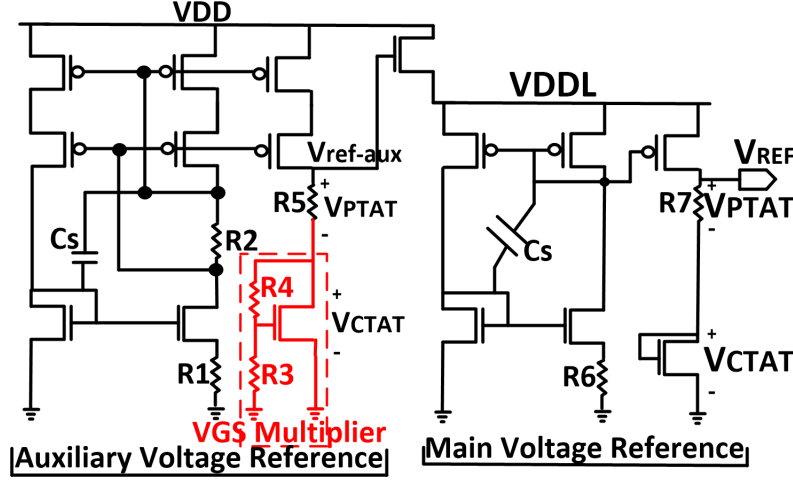 VDD
VDDL
Vref-aux
VREF
R5
VPTAT
-
+
R7
VPTAT
+
-
Cs
R2
Cs
R4
+
VCTAT
-
+
VCTAT
-
R1
R3
R6
VGS Multiplier
Auxiliary Voltage Reference
Main Voltage Reference